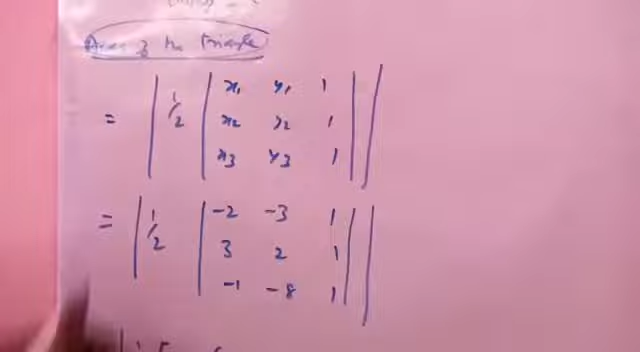 Area of the triangle
= | 1/2 | x₁ y₁ 1 | |
x₂ y₂ 1
x₃ y₃ 1
= | 1/2 | -2 -3 1 | |
3 2 1
-1 -8 1